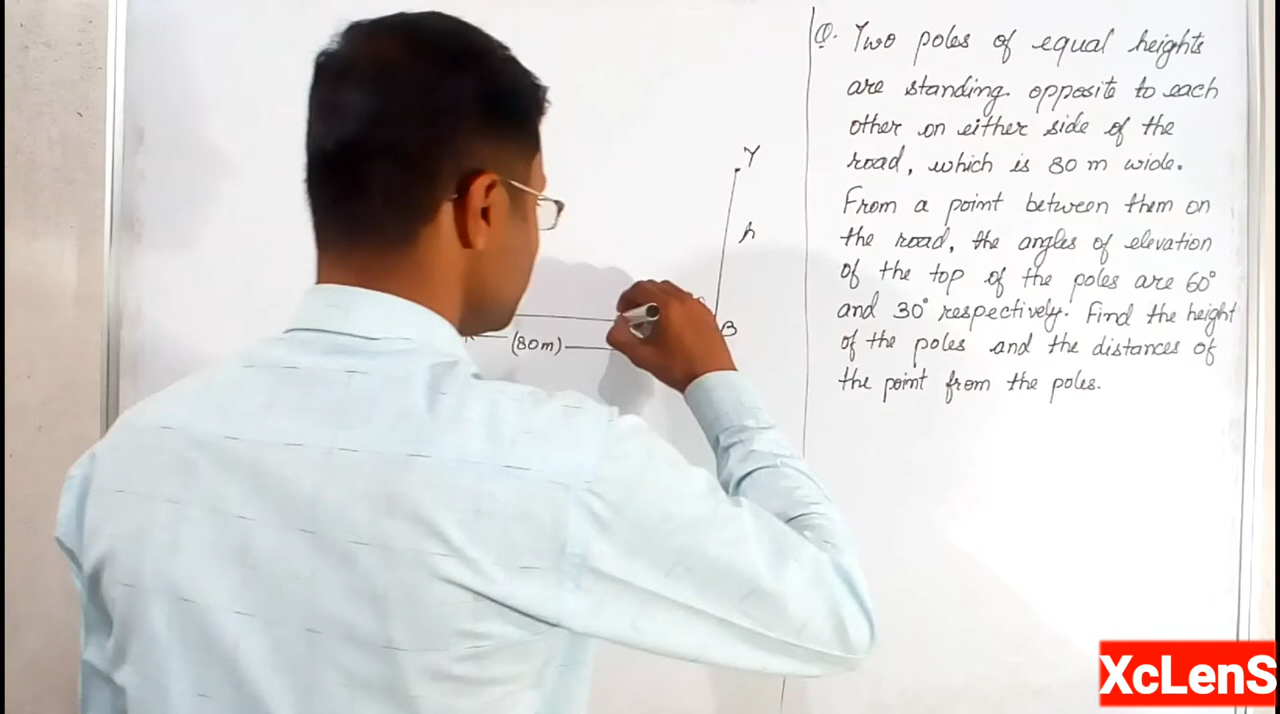 Q. Two poles of equal heights
are standing. opposite to each
other on either side of the
road, which is 80 m wide.
From a point between them on
the road, the angles of elevation
of the top of the poles are 60°
and 30° respectively. Find the height
of the poles and the distances of
the point from the poles.
Y
h
B
(80m)
XcLenS